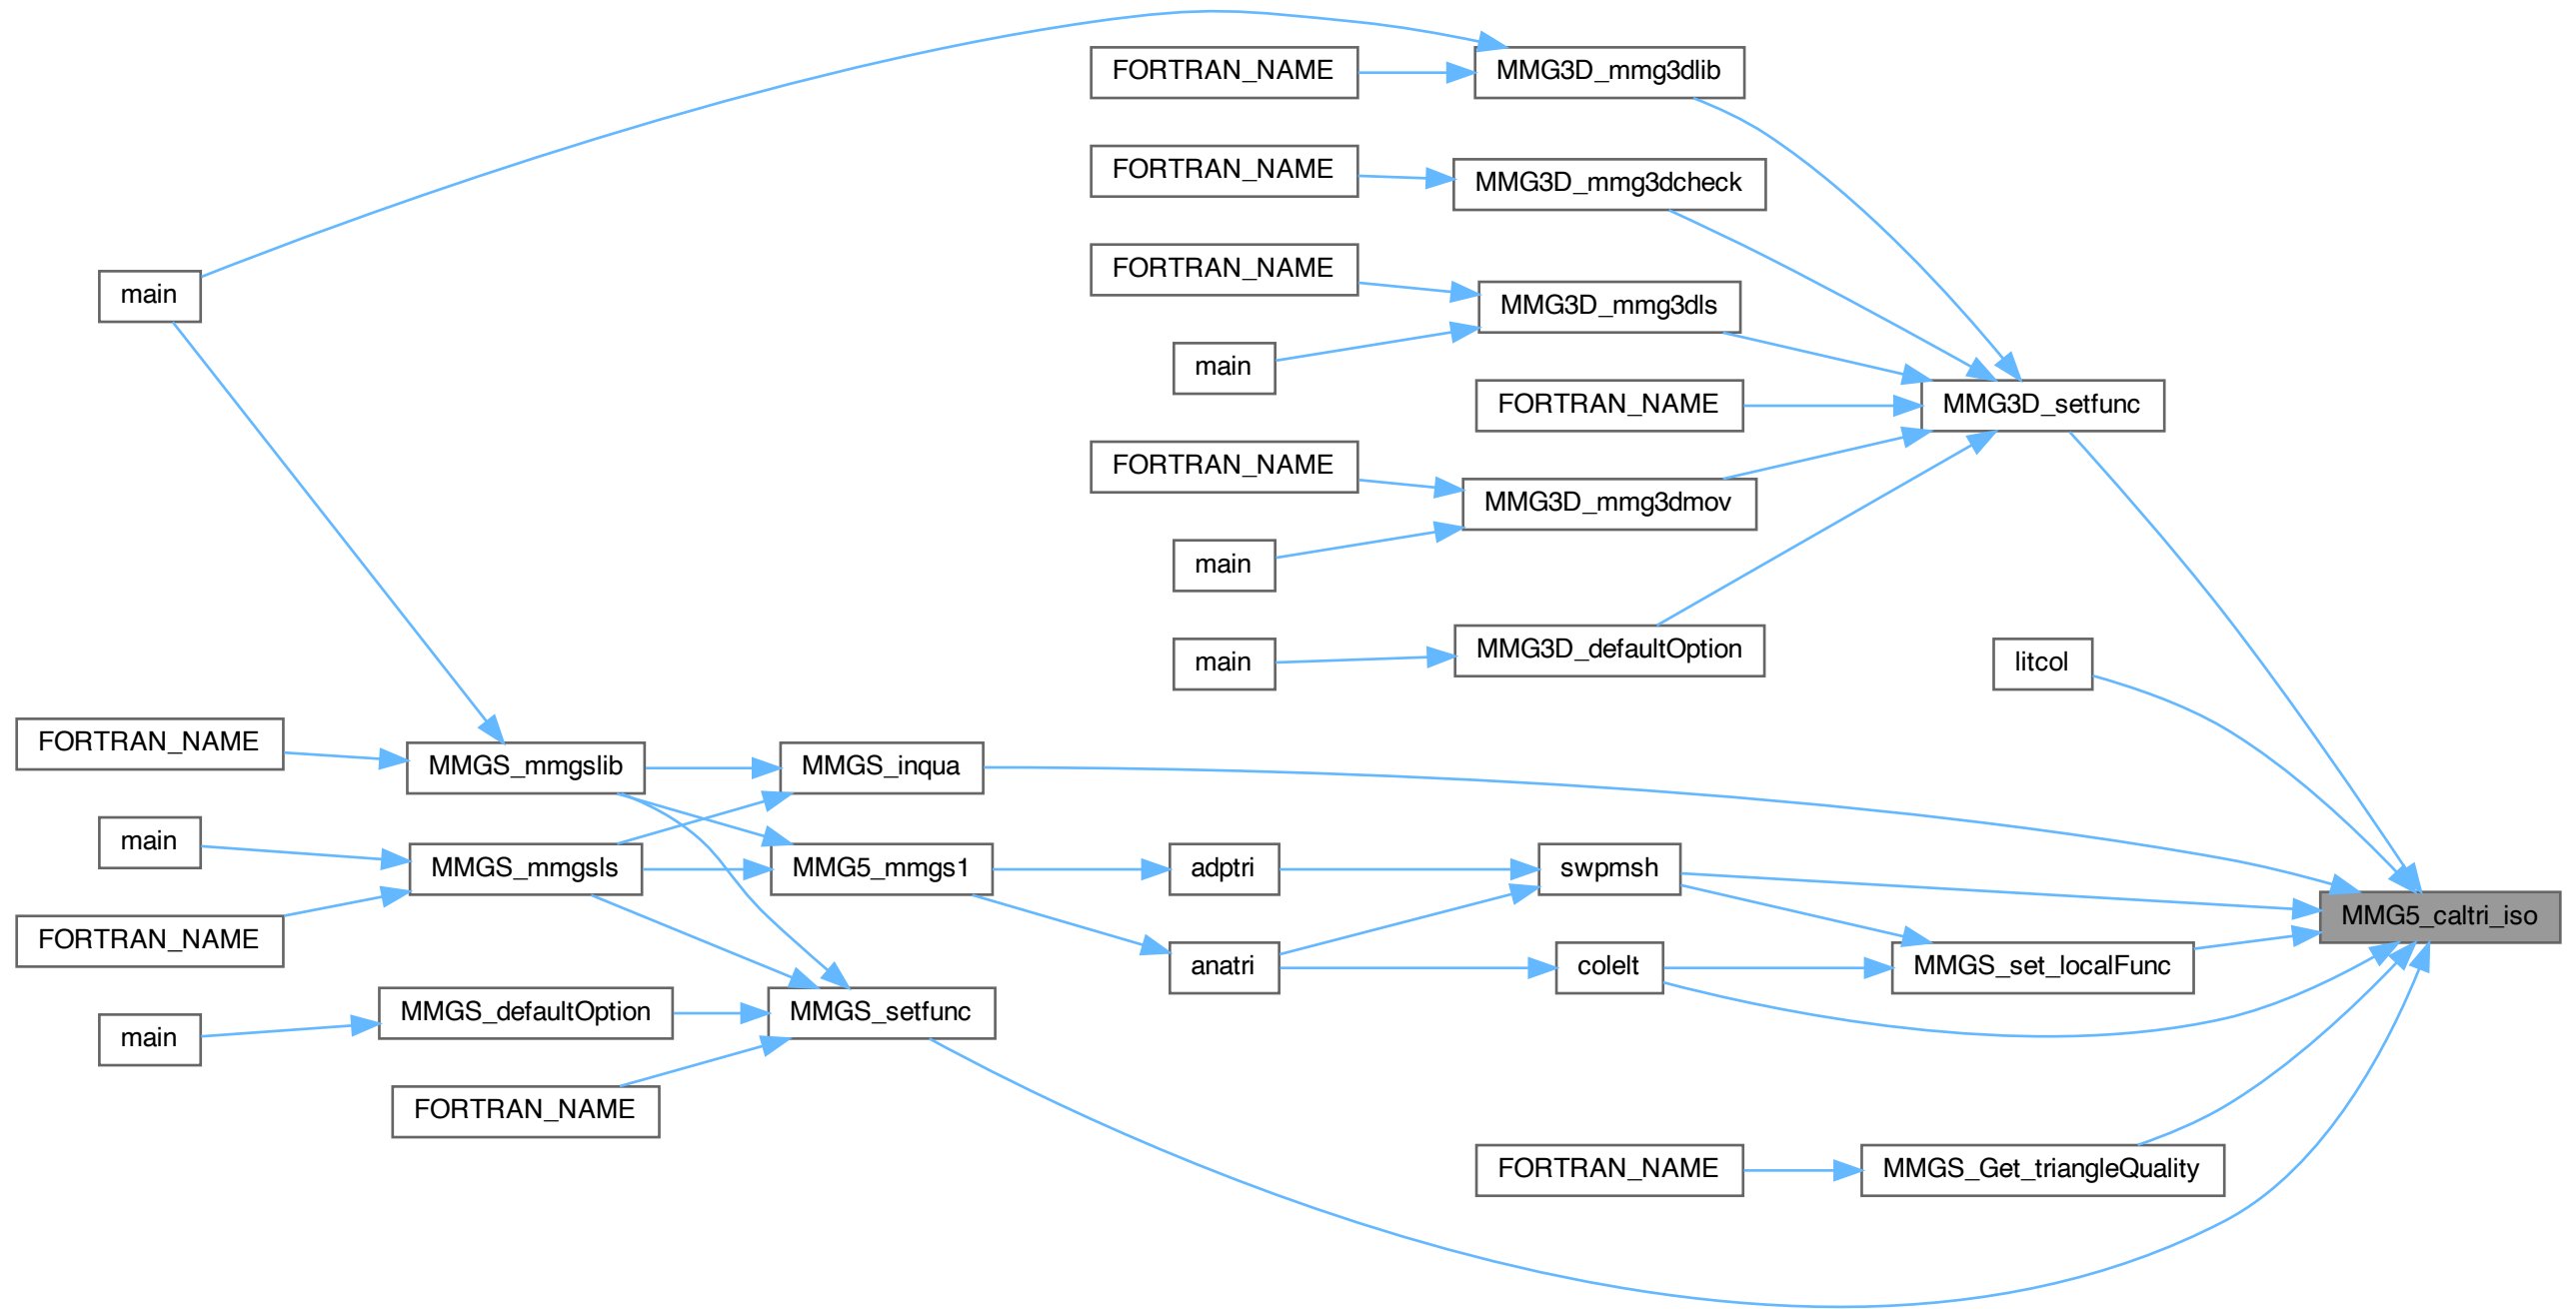 FORTRAN_NAME
MMG3D_mmg3dlib
FORTRAN_NAME
MMG3D_mmg3dcheck
FORTRAN_NAME
main
MMG3D_mmg3dls
main
FORTRAN_NAME
MMG3D_setfunc
FORTRAN_NAME
MMG3D_mmg3dmov
main
main
MMG3D_defaultOption
litcol
FORTRAN_NAME
MMGS_mmgslib
MMGS_inqua
main
MMGS_mmgsls
MMG5_mmgs1
adptri
swpmsh
MMG5_caltri_iso
FORTRAN_NAME
anatri
colelt
MMGS_set_localFunc
main
MMGS_defaultOption
MMGS_setfunc
FORTRAN_NAME
FORTRAN_NAME
MMGS_Get_triangleQuality